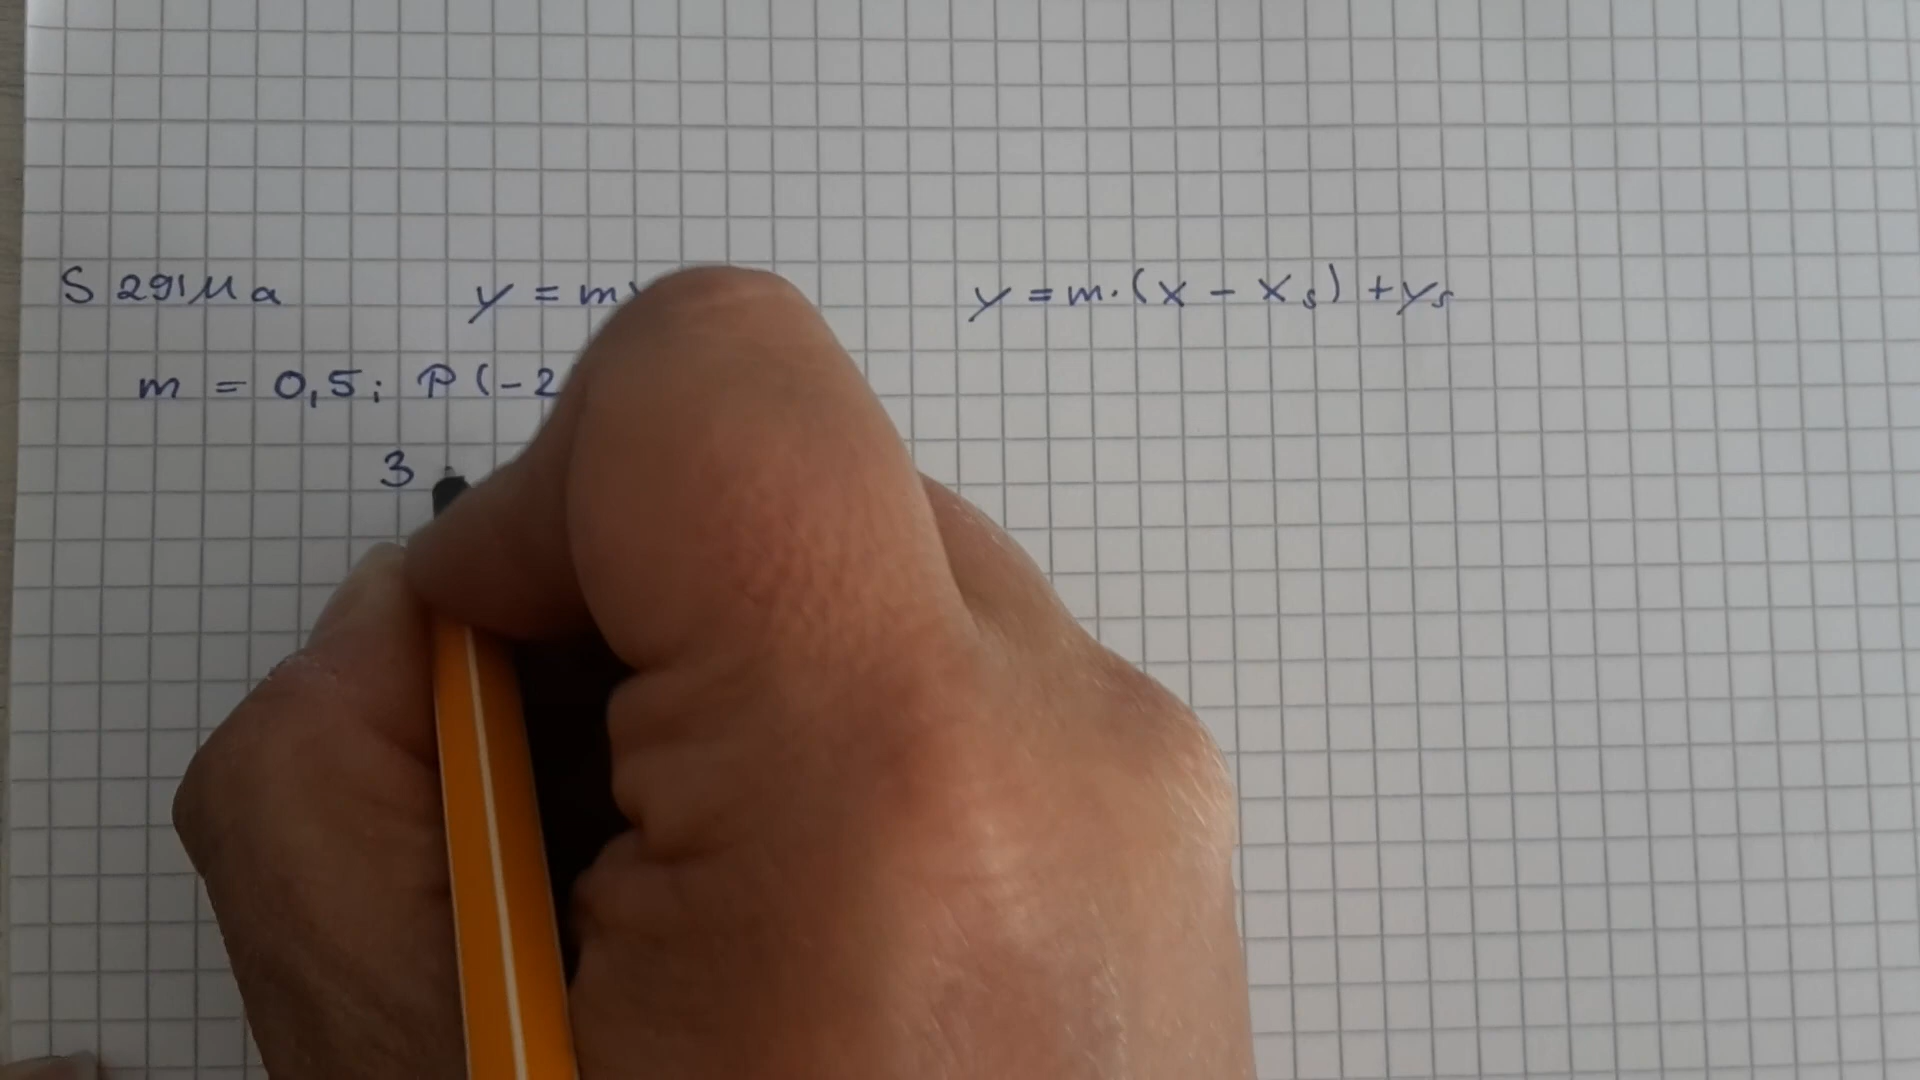 S 291 M a y = m y = m · (x - xₛ) + yₛ
m = 0,5; P (-2
3